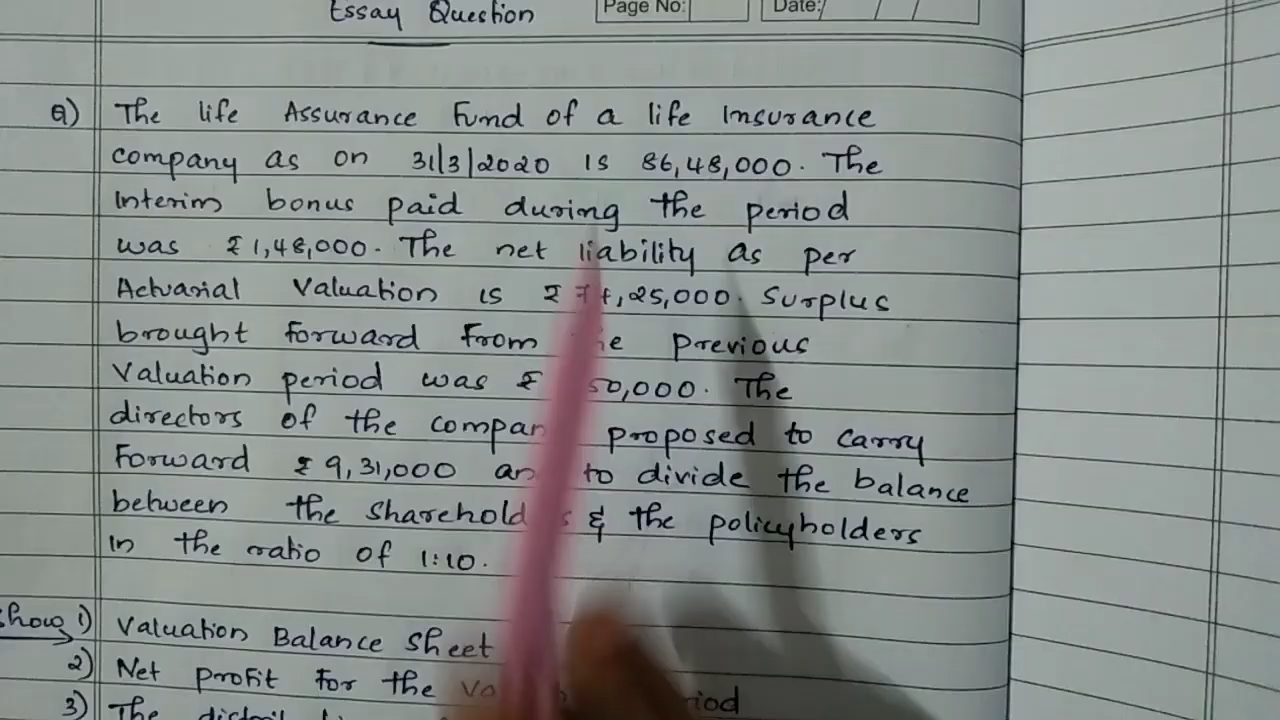 Essay Question
Page No:
Date:
Q) The life Assurance Fund of a life Insurance
company as on 31/3/2020 is 86,48,000. The
Interim bonus paid during the period
was ₹1,48,000. The net liability as per
Actuarial Valuation is ₹ ,25,000. Surplus
brought forward from previous
Valuation period was ₹ 50,000. The
directors of the proposed to carry
Forward ₹9,31,000 to divide the balance
between the & the policyholders
in the ratio of 1:10.
Show 1) Valuation Balance Sheet
2) Net profit for the
3) The